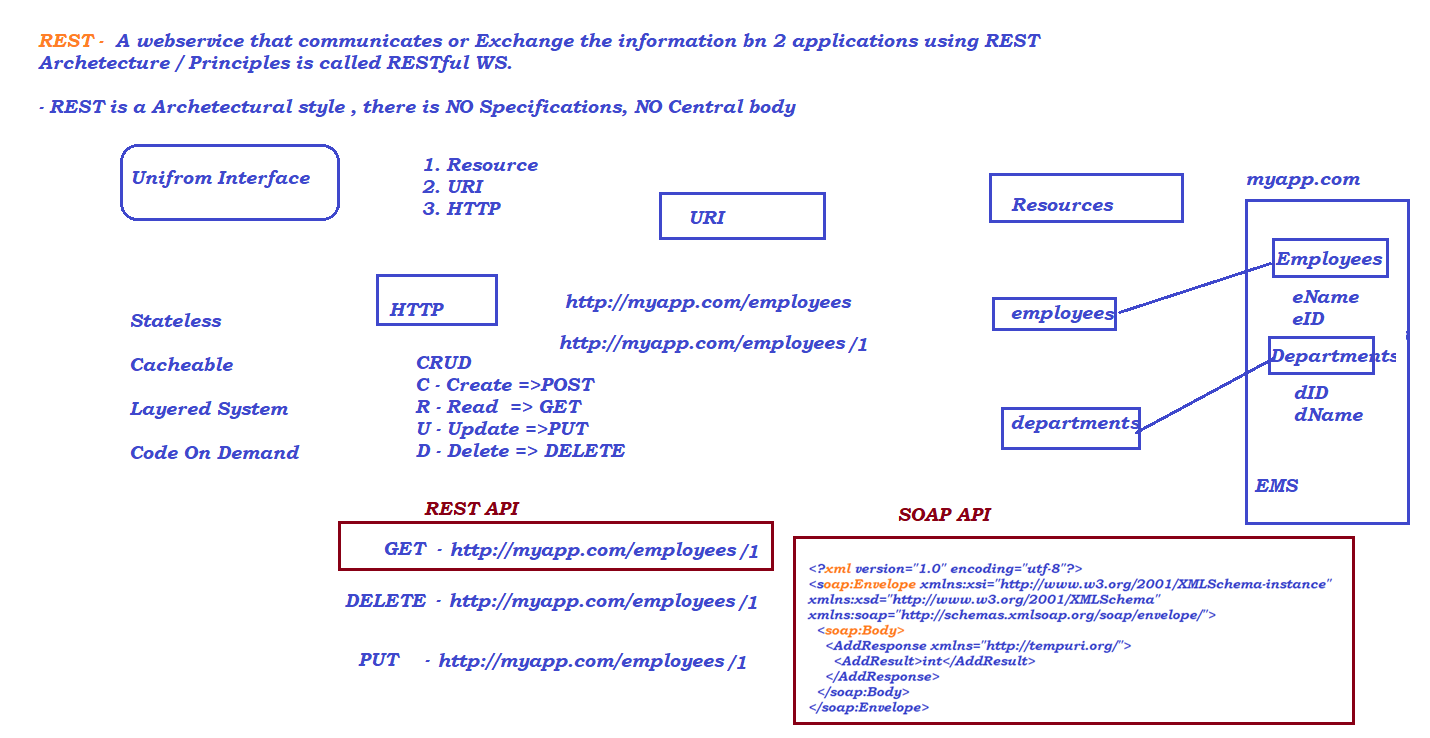 REST - A webservice that communicates or Exchange the information bn 2 applications using REST
Archetecture / Principles is called RESTful WS.
- REST is a Archetectural style , there is NO Specifications, NO Central body
Unifrom Interface
1. Resource
2. URI
3. HTTP
URI
Resources
myapp.com
Employees
eName
eID
Departments
dID
dName
EMS
employees
departments
http://myapp.com/employees
http://myapp.com/employees /1
HTTP
Stateless
Cacheable
Layered System
Code On Demand
CRUD
C - Create =>POST
R - Read => GET
U - Update =>PUT
D - Delete => DELETE
REST API
GET - http://myapp.com/employees /1
DELETE - http://myapp.com/employees /1
PUT - http://myapp.com/employees /1
SOAP API
<?xml version="1.0" encoding="utf-8"?>
<soap:Envelope xmlns:xsi="http://www.w3.org/2001/XMLSchema-instance"
xmlns:xsd="http://www.w3.org/2001/XMLSchema"
xmlns:soap="http://schemas.xmlsoap.org/soap/envelope/">
<soap:Body>
<AddResponse xmlns="http://tempuri.org/">
<AddResult>int</AddResult>
</AddResponse>
</soap:Body>
</soap:Envelope>